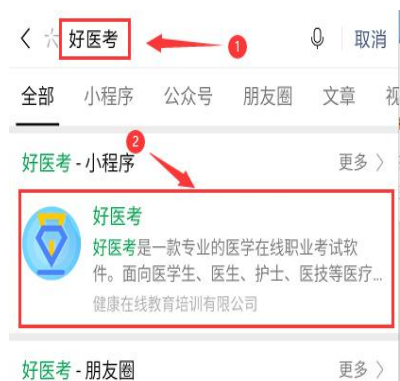 好医考 1 取消
全部 小程序 公众号 朋友圈 文章 视
2
好医考 - 小程序 更多
好医考
好医考是一款专业的医学在线职业考试软
件。面向医学生、医生、护士、医技等医疗...
健康在线教育培训有限公司
好医考 - 朋友圈 更多